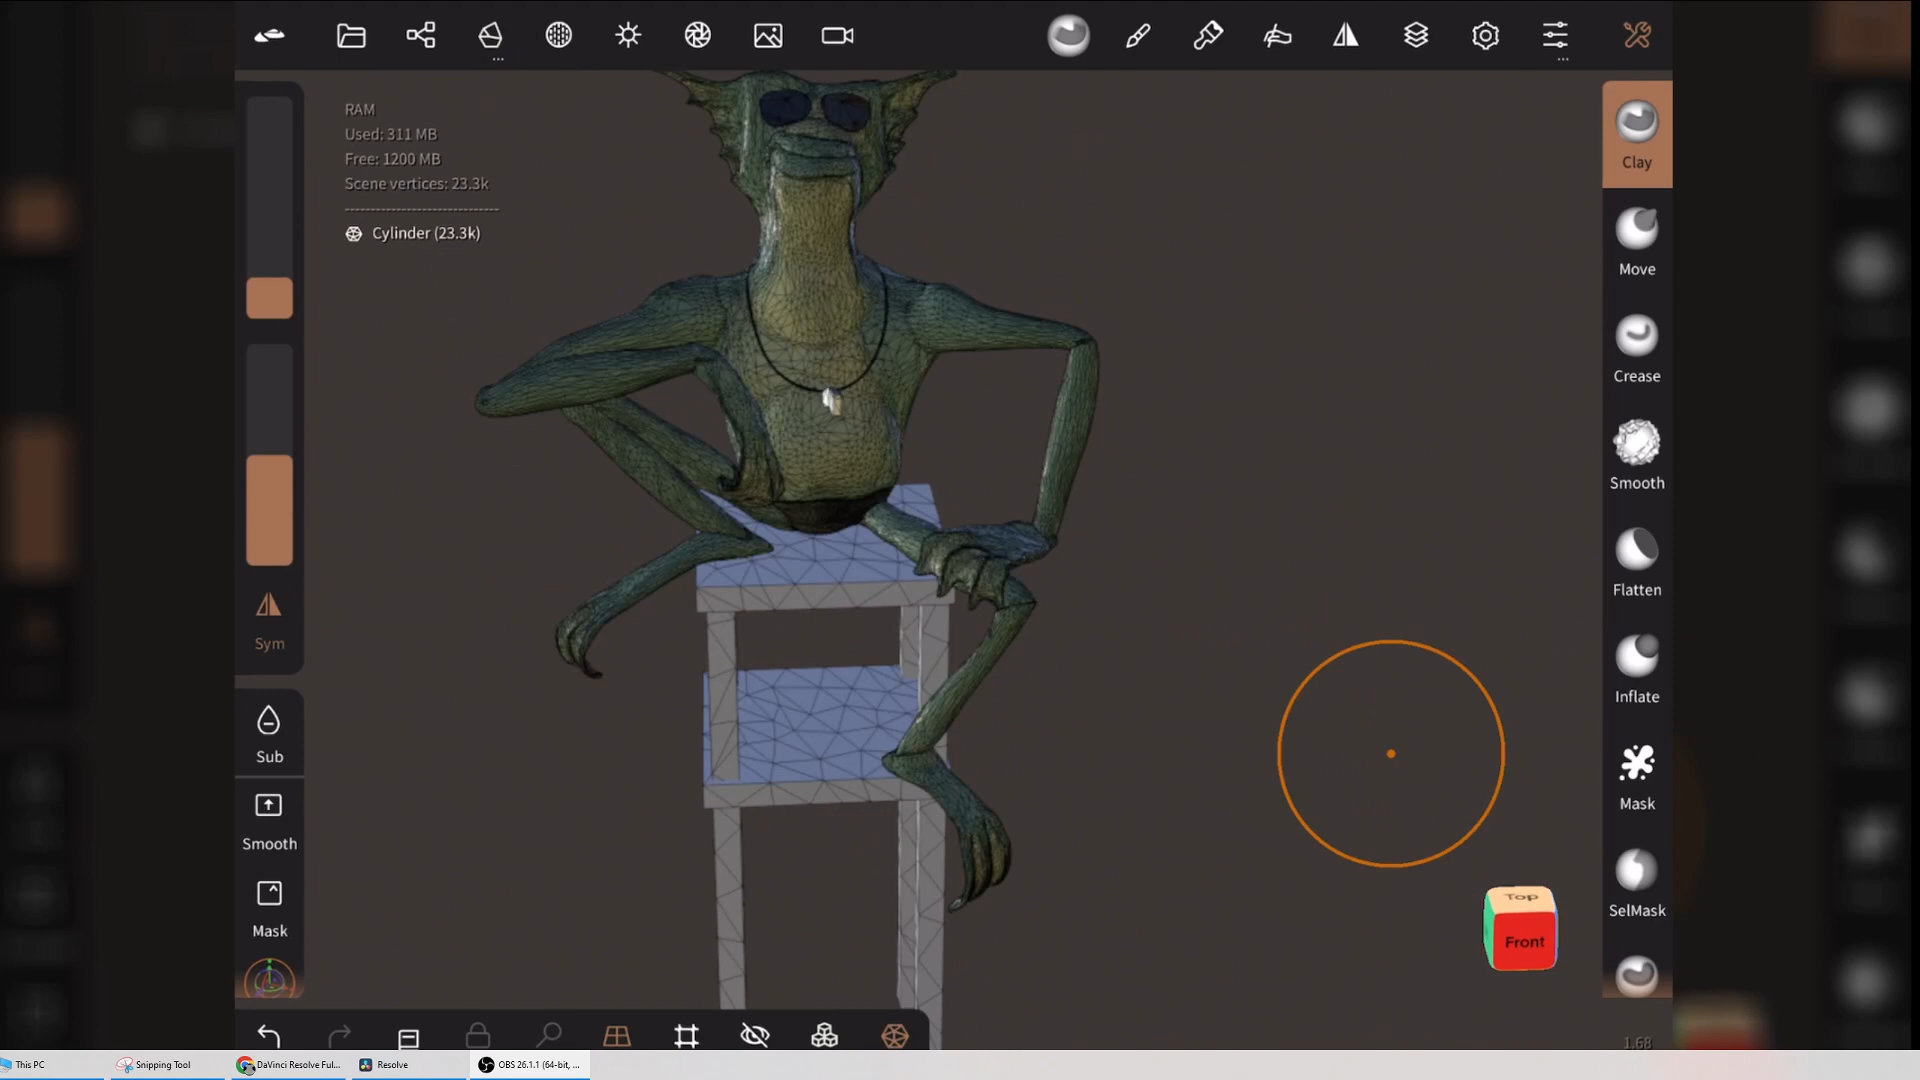 RAM
Used: 311 MB
Free: 1200 MB
Scene vertices: 23.3k
Cylinder (23.3k)
Clay
Move
Crease
Smooth
Flatten
Inflate
Mask
SelMask
Sym
Sub
Smooth
Mask
Top
Front
1.68
This PC
Snipping Tool
DaVinci Resolve Ful...
Resolve
OBS 26.1.1 (64-bit, ...